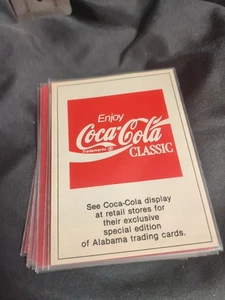 Enjoy
Coca-Cola
Trademark®
CLASSIC
See Coca-Cola display
at retail stores for
their exclusive
special edition
of Alabama trading cards.